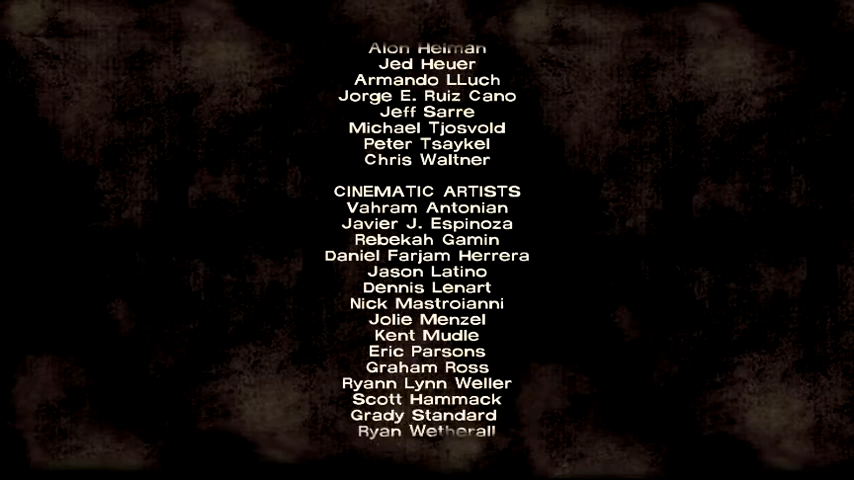 Alon Helman
Jed Heuer
Armando LLuch
Jorge E. Ruiz Cano
Jeff Sarre
Michael Tjosvold
Peter Tsaykel
Chris Waltner
CINEMATIC ARTISTS
Vahram Antonian
Javier J. Espinoza
Rebekah Gamin
Daniel Farjam Herrera
Jason Latino
Dennis Lenart
Nick Mastroianni
Jolie Menzel
Kent Mudle
Eric Parsons
Graham Ross
Ryann Lynn Weller
Scott Hammack
Grady Standard
Ryan Wetherall